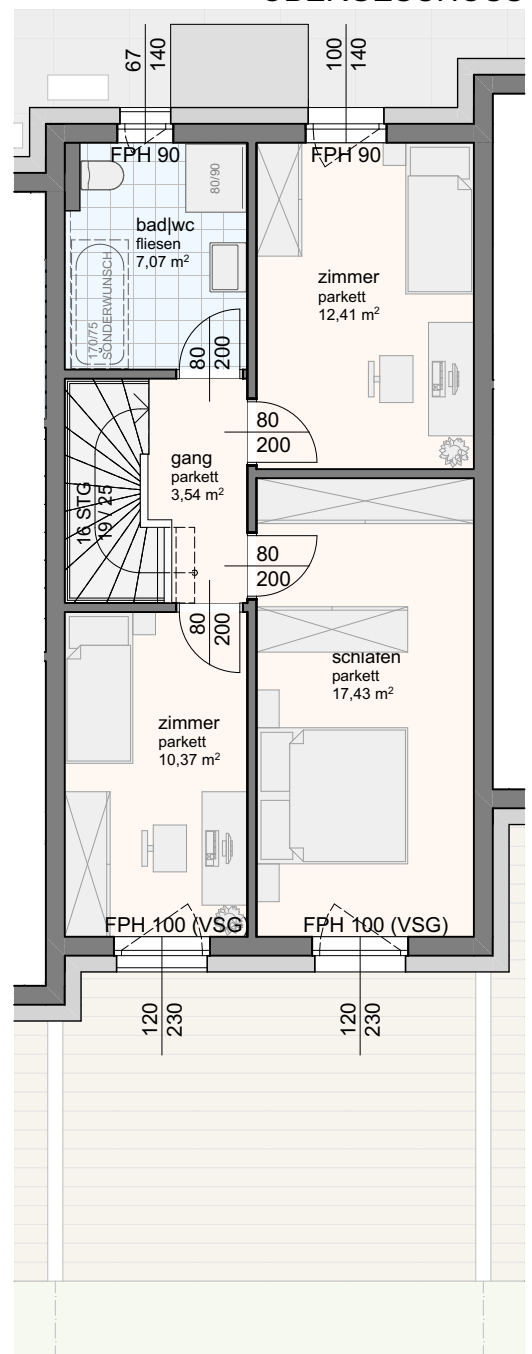 67
140
100
140
FPH 90
FPH 90
80/90
bad|wc
fliesen
7,07 m²
170/75
SONDERWUNSCH
zimmer
parkett
12,41 m²
80
200
80
200
gang
parkett
3,54 m²
16 STG
19 / 25
80
200
80
200
schlafen
parkett
17,43 m²
zimmer
parkett
10,37 m²
FPH 100 (VSG)
FPH 100 (VSG)
120
230
120
230